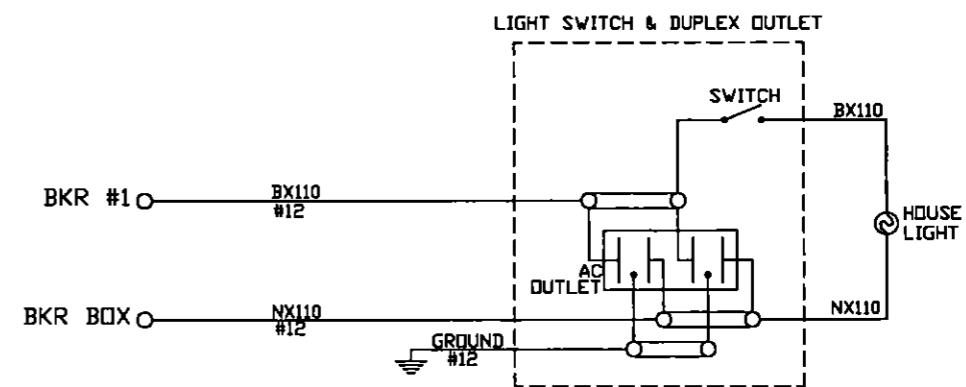 LIGHT SWITCH & DUPLEX OUTLET
SWITCH
BX110
BKR #1
BX110
#12
HOUSE
LIGHT
AC
OUTLET
BKR BOX
NX110
#12
NX110
GROUND
#12